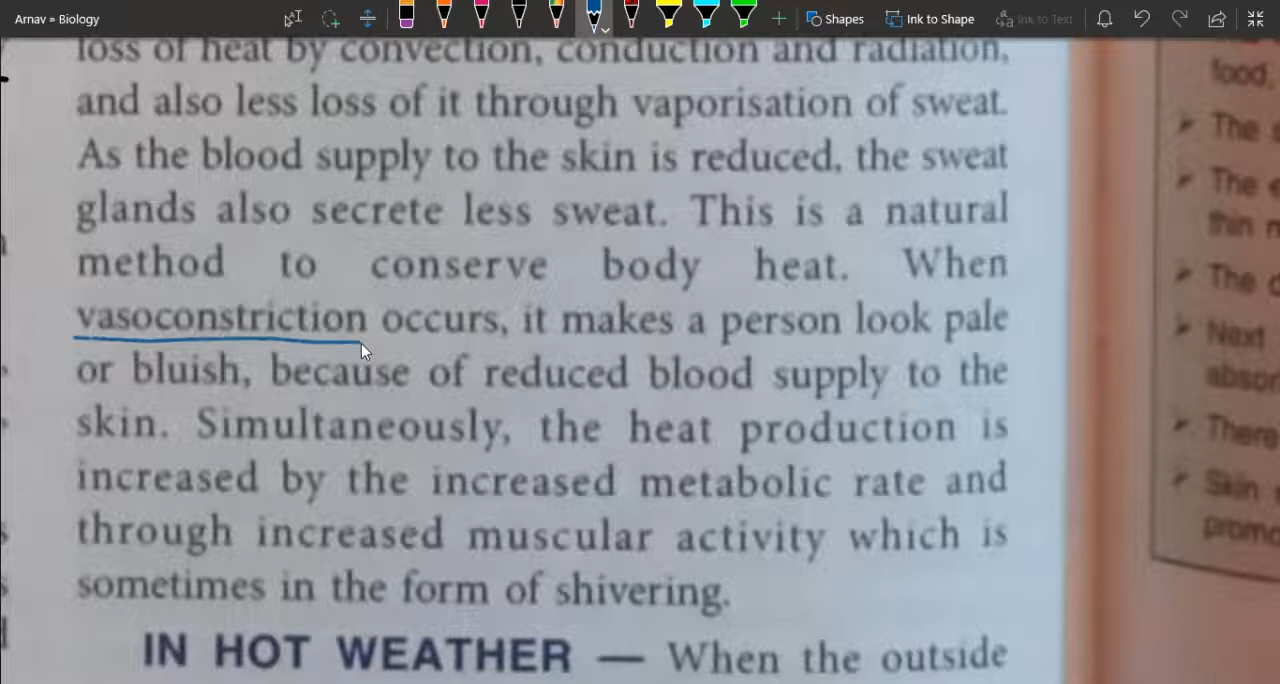 Arnav » Biology
Shapes
Ink to Shape
Ink to Text
loss of heat by convection, conduction and radiation,
and also less loss of it through vaporisation of sweat.
As the blood supply to the skin is reduced, the sweat
glands also secrete less sweat. This is a natural
method to conserve body heat. When
vasoconstriction occurs, it makes a person look pale
or bluish, because of reduced blood supply to the
skin. Simultaneously, the heat production is
increased by the increased metabolic rate and
through increased muscular activity which is
sometimes in the form of shivering.
IN HOT WEATHER — When the outside
food,
The
The
thin
The
Next
There
Skin